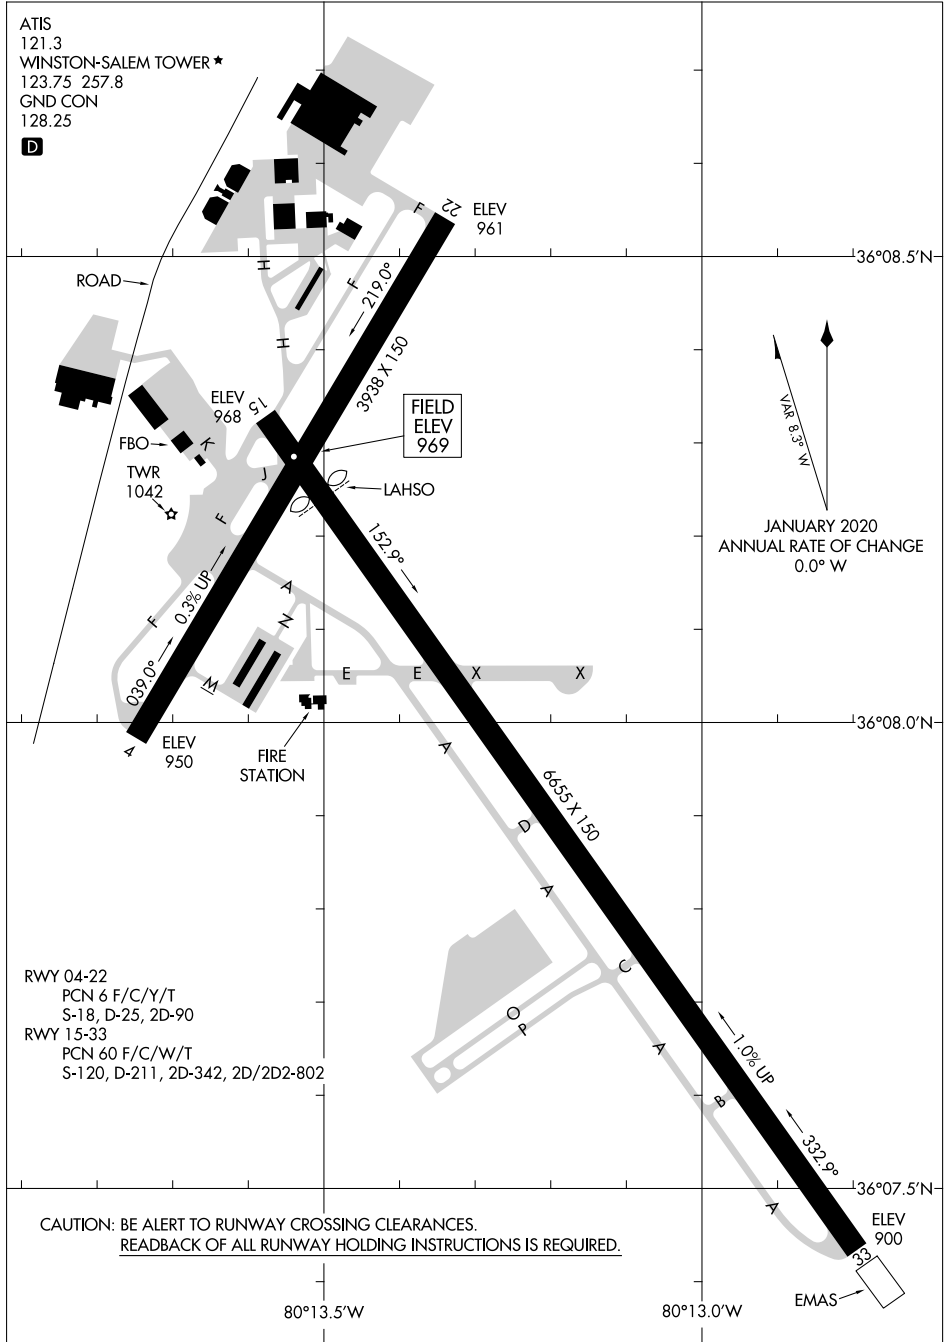 ATIS
121.3
WINSTON-SALEM TOWER★
123.75 257.8
GND CON
128.25
D
F
22
ELEV
961
36°08.5'N
H
F
219.0°
ROAD
H
3938 X 150
ELEV
968
15
FIELD
ELEV
969
VAR 8.3° W
FBO
K
J
TWR
1042
LAHSO
F
152.9°
JANUARY 2020
ANNUAL RATE OF CHANGE
0.0° W
0.3% UP
A
N
F
039.0°
M
E
E
X
X
4
ELEV
950
FIRE
STATION
A
36°08.0'N
6655 X 150
D
A
C
RWY 04-22
PCN 6 F/C/Y/T
S-18, D-25, 2D-90
RWY 15-33
PCN 60 F/C/W/T
S-120, D-211, 2D-342, 2D/2D2-802
O
P
A
1.0% UP
B
332.9°
36°07.5'N
A
CAUTION: BE ALERT TO RUNWAY CROSSING CLEARANCES.
READBACK OF ALL RUNWAY HOLDING INSTRUCTIONS IS REQUIRED.
ELEV
900
33
EMAS
80°13.5'W
80°13.0'W